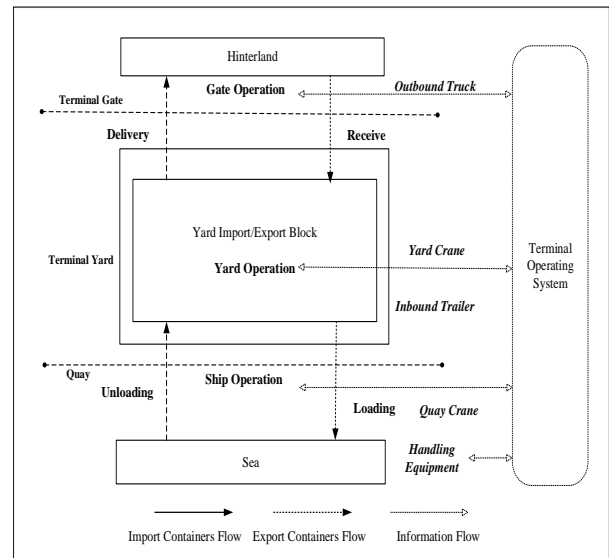 Hinterland
Gate Operation
Outbound Truck
Terminal Gate
Delivery
Receive
Yard Import/Export Block
Terminal Yard
Yard Operation
Yard Crane
Terminal
Operating
System
Inbound Trailer
Quay
Ship Operation
Unloading
Loading
Quay Crane
Sea
Handling
Equipment
Import Containers Flow
Export Containers Flow
Information Flow